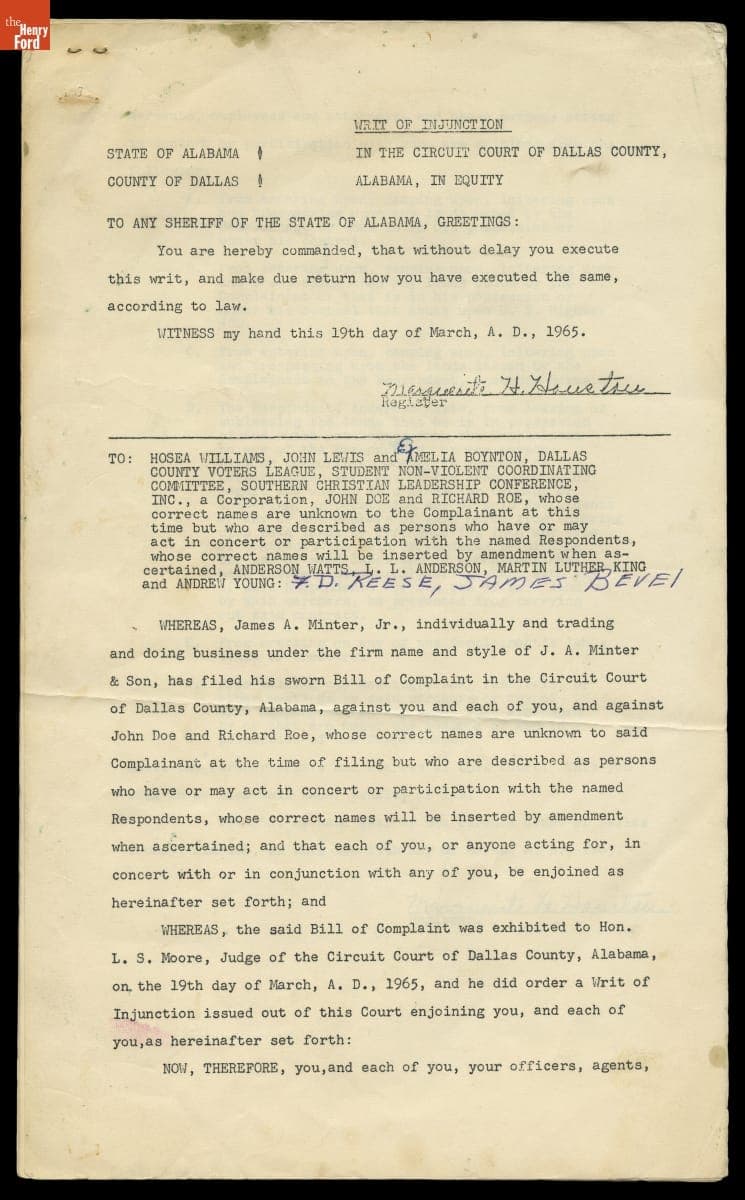 the
Henry
Ford
WRIT OF INJUNCTION
STATE OF ALABAMA
IN THE CIRCUIT COURT OF DALLAS COUNTY,
COUNTY OF DALLAS
ALABAMA, IN EQUITY
TO ANY SHERIFF OF THE STATE OF ALABAMA, GREETINGS:
You are hereby commanded, that without delay you execute
this writ, and make due return how you have executed the same,
according to law.
WITNESS my hand this 19th day of March, A. D., 1965.
Marguerite H. Houston
Register
TO: HOSEA WILLIAMS, JOHN LEWIS and AMELIA BOYNTON, DALLAS
COUNTY VOTERS LEAGUE, STUDENT NON-VIOLENT COORDINATING
COMMITTEE, SOUTHERN CHRISTIAN LEADERSHIP CONFERENCE,
INC., a Corporation, JOHN DOE and RICHARD ROE, whose
correct names are unknown to the Complainant at this
time but who are described as persons who have or may
act in concert or participation with the named Respondents,
whose correct names will be inserted by amendment when as-
certained, ANDERSON WATTS, L. L. ANDERSON, MARTIN LUTHER KING
and ANDREW YOUNG: F.D. REESE, JAMES BEVEl
WHEREAS, James A. Minter, Jr., individually and trading
and doing business under the firm name and style of J. A. Minter
& Son, has filed his sworn Bill of Complaint in the Circuit Court
of Dallas County, Alabama, against you and each of you, and against
John Doe and Richard Roe, whose correct names are unknown to said
Complainant at the time of filing but who are described as persons
who have or may act in concert or participation with the named
Respondents, whose correct names will be inserted by amendment
when ascertained; and that each of you, or anyone acting for, in
concert with or in conjunction with any of you, be enjoined as
hereinafter set forth; and
WHEREAS, the said Bill of Complaint was exhibited to Hon.
L. S. Moore, Judge of the Circuit Court of Dallas County, Alabama,
on the 19th day of March, A. D., 1965, and he did order a Writ of
Injunction issued out of this Court enjoining you, and each of
you,as hereinafter set forth:
NOW, THEREFORE, you,and each of you, your officers, agents,